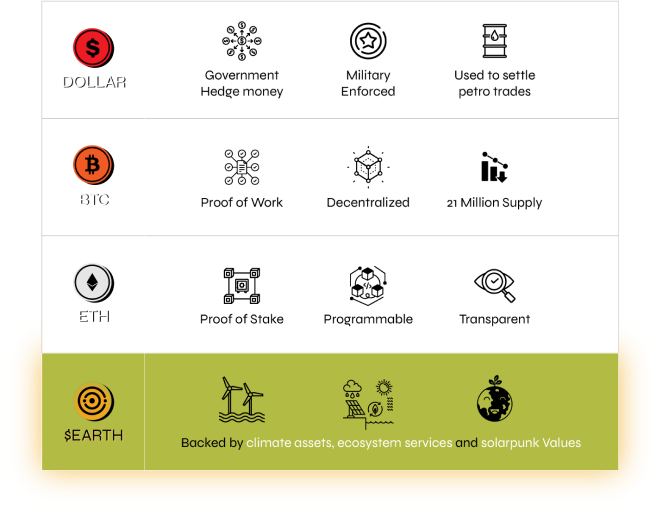 Government
Hedge money
Military
Enforced
Used to settle
petro trades
DOLLAR
Proof of Work
Decentralized
21 Million Supply
BTC
Proof of Stake
Programmable
Transparent
ETH
$EARTH
Backed by climate assets, ecosystem services and solarpunk Values